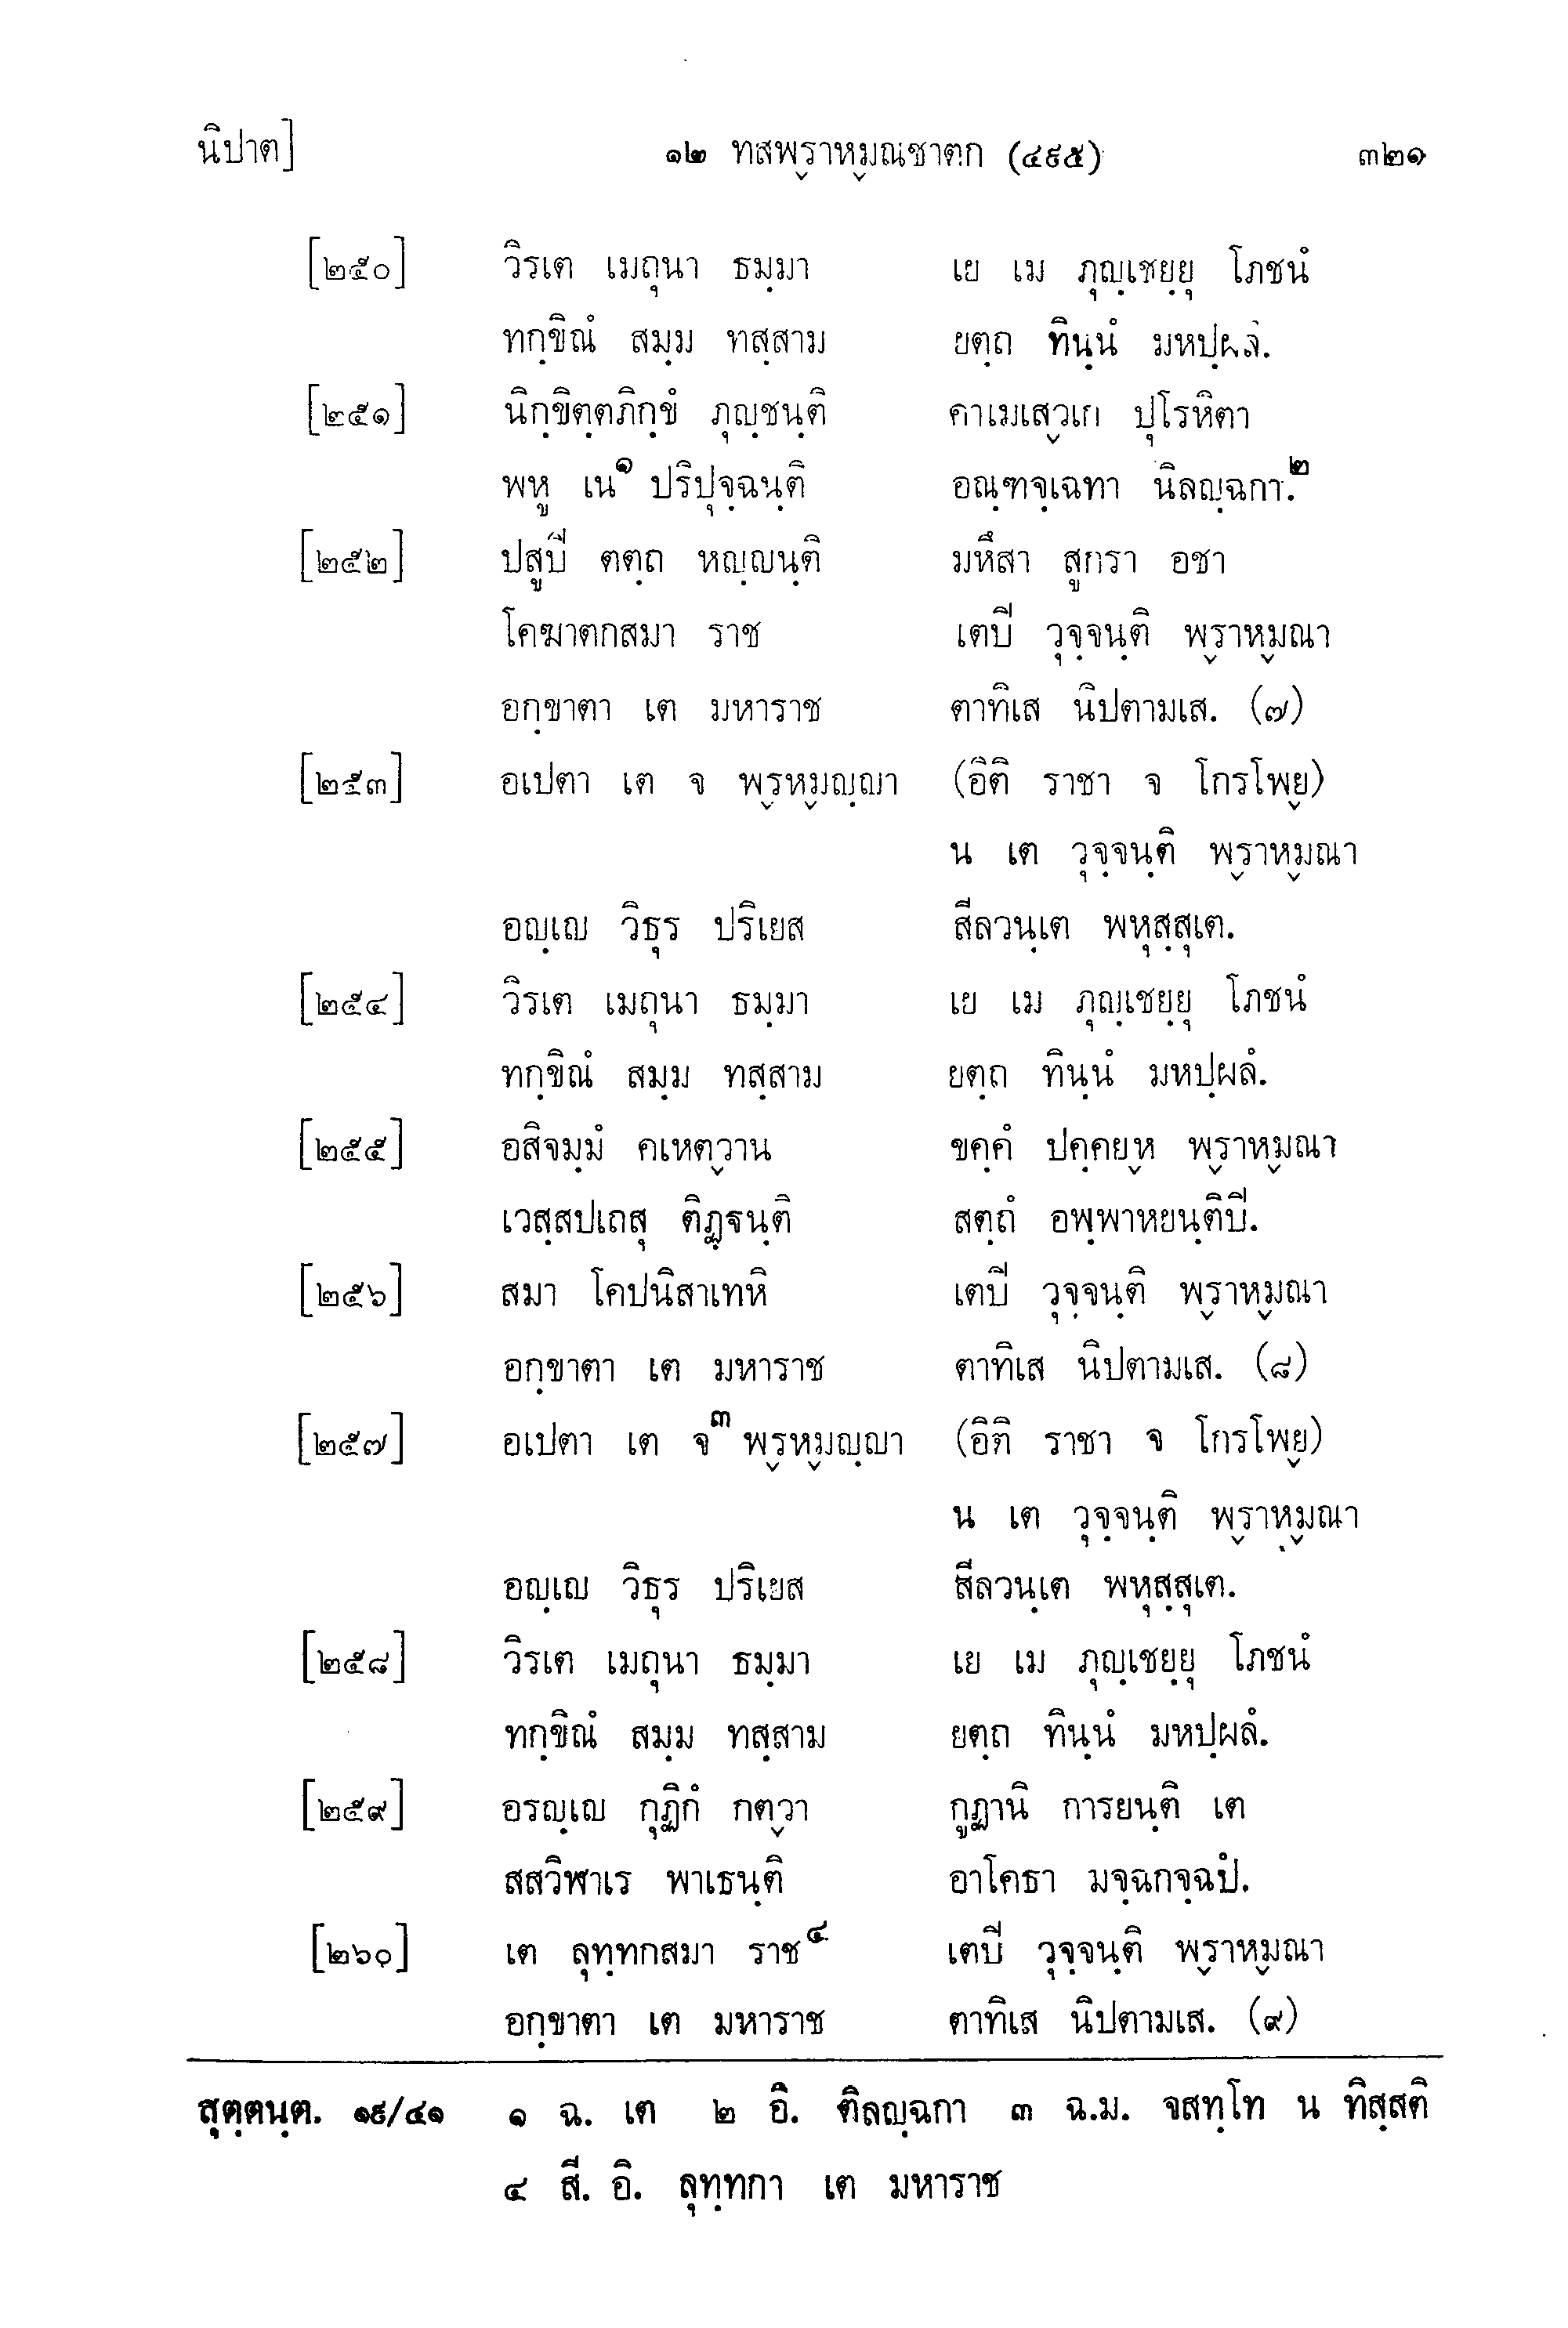 นิปาต] ๑๒ ทสพฺราหฺมณชาตก (๔๙๕) ๓๒๑
[๒๕๐] วิรเต เมถุนา ธมฺมา เย เม ภุญฺเชยฺยุ โภชนํ
ทกฺขิณํ สมฺม ทสฺสาม ยตฺถ ทินฺนํ มหปฺผลํ.
[๒๕๑] นิกฺขิตฺตภิกฺขํ ภุญฺชนฺติ คาเมเสฺวเก ปุโรหิตา
พหู เน๑ ปริปุจฺฉนฺติ อณฺฑจฺเฉทา นิลญฺฉกา.๒
[๒๕๒] ปสูปิ ตตฺถ หญฺญนฺติ มหึสา สูกรา อชา
โคฆาตกสมา ราช เตปิ วุจฺจนฺติ พฺราหฺมณา
อกฺขาตา เต มหาราช ตาทิเส นิปตามเส. (๗)
[๒๕๓] อเปตา เต จ พฺรหฺมญฺญา (อิติ ราชา จ โกรโพฺย)
น เต วุจฺจนฺติ พฺราหฺมณา
อญฺเญ วิธุร ปริเยส สีลวนฺเต พหุสฺสุเต.
[๒๕๔] วิรเต เมถุนา ธมฺมา เย เม ภุญฺเชยฺยุ โภชนํ
ทกฺขิณํ สมฺม ทสฺสาม ยตฺถ ทินฺนํ มหปฺผลํ.
[๒๕๕] อสิจมฺมํ คเหตฺวาน ขคฺคํ ปคฺคยฺห พฺราหฺมณา
เวสฺสปเถสุ ติฏฺฐนฺติ สตฺถํ อพฺพาหยนฺติปิ.
[๒๕๖] สมา โคปนิสาเทหิ เตปิ วุจฺจนฺติ พฺราหฺมณา
อกฺขาตา เต มหาราช ตาทิเส นิปตามเส. (๘)
[๒๕๗] อเปตา เต จ๓ พฺรหฺมญฺญา (อิติ ราชา จ โกรโพฺย)
น เต วุจฺจนฺติ พฺราหฺมณา
อญฺเญ วิธุร ปริเยส สีลวนฺเต พหุสฺสุเต.
[๒๕๘] วิรเต เมถุนา ธมฺมา เย เม ภุญฺเชยฺยุ โภชนํ
ทกฺขิณํ สมฺม ทสฺสาม ยตฺถ ทินฺนํ มหปฺผลํ.
[๒๕๙] อรญฺเญ กุฏิกํ กตฺวา กูฏานิ การยนฺติ เต
สสวิฬาเร พาเธนฺติ อาโคธา มจฺฉกจฺฉปํ.
[๒๖๐] เต ลุทฺทกสมา ราช๔ เตปิ วุจฺจนฺติ พฺราหฺมณา
อกฺขาตา เต มหาราช ตาทิเส นิปตามเส. (๙)
สุตฺตนฺต. ๑๙/๔๑ ๑ ฉ. เต ๒ อิ. ติลญฺฉกา ๓ ฉ.ม. จสทฺโท น ทิสฺสติ
๔ สี. อิ. ลุทฺทกา เต มหาราช